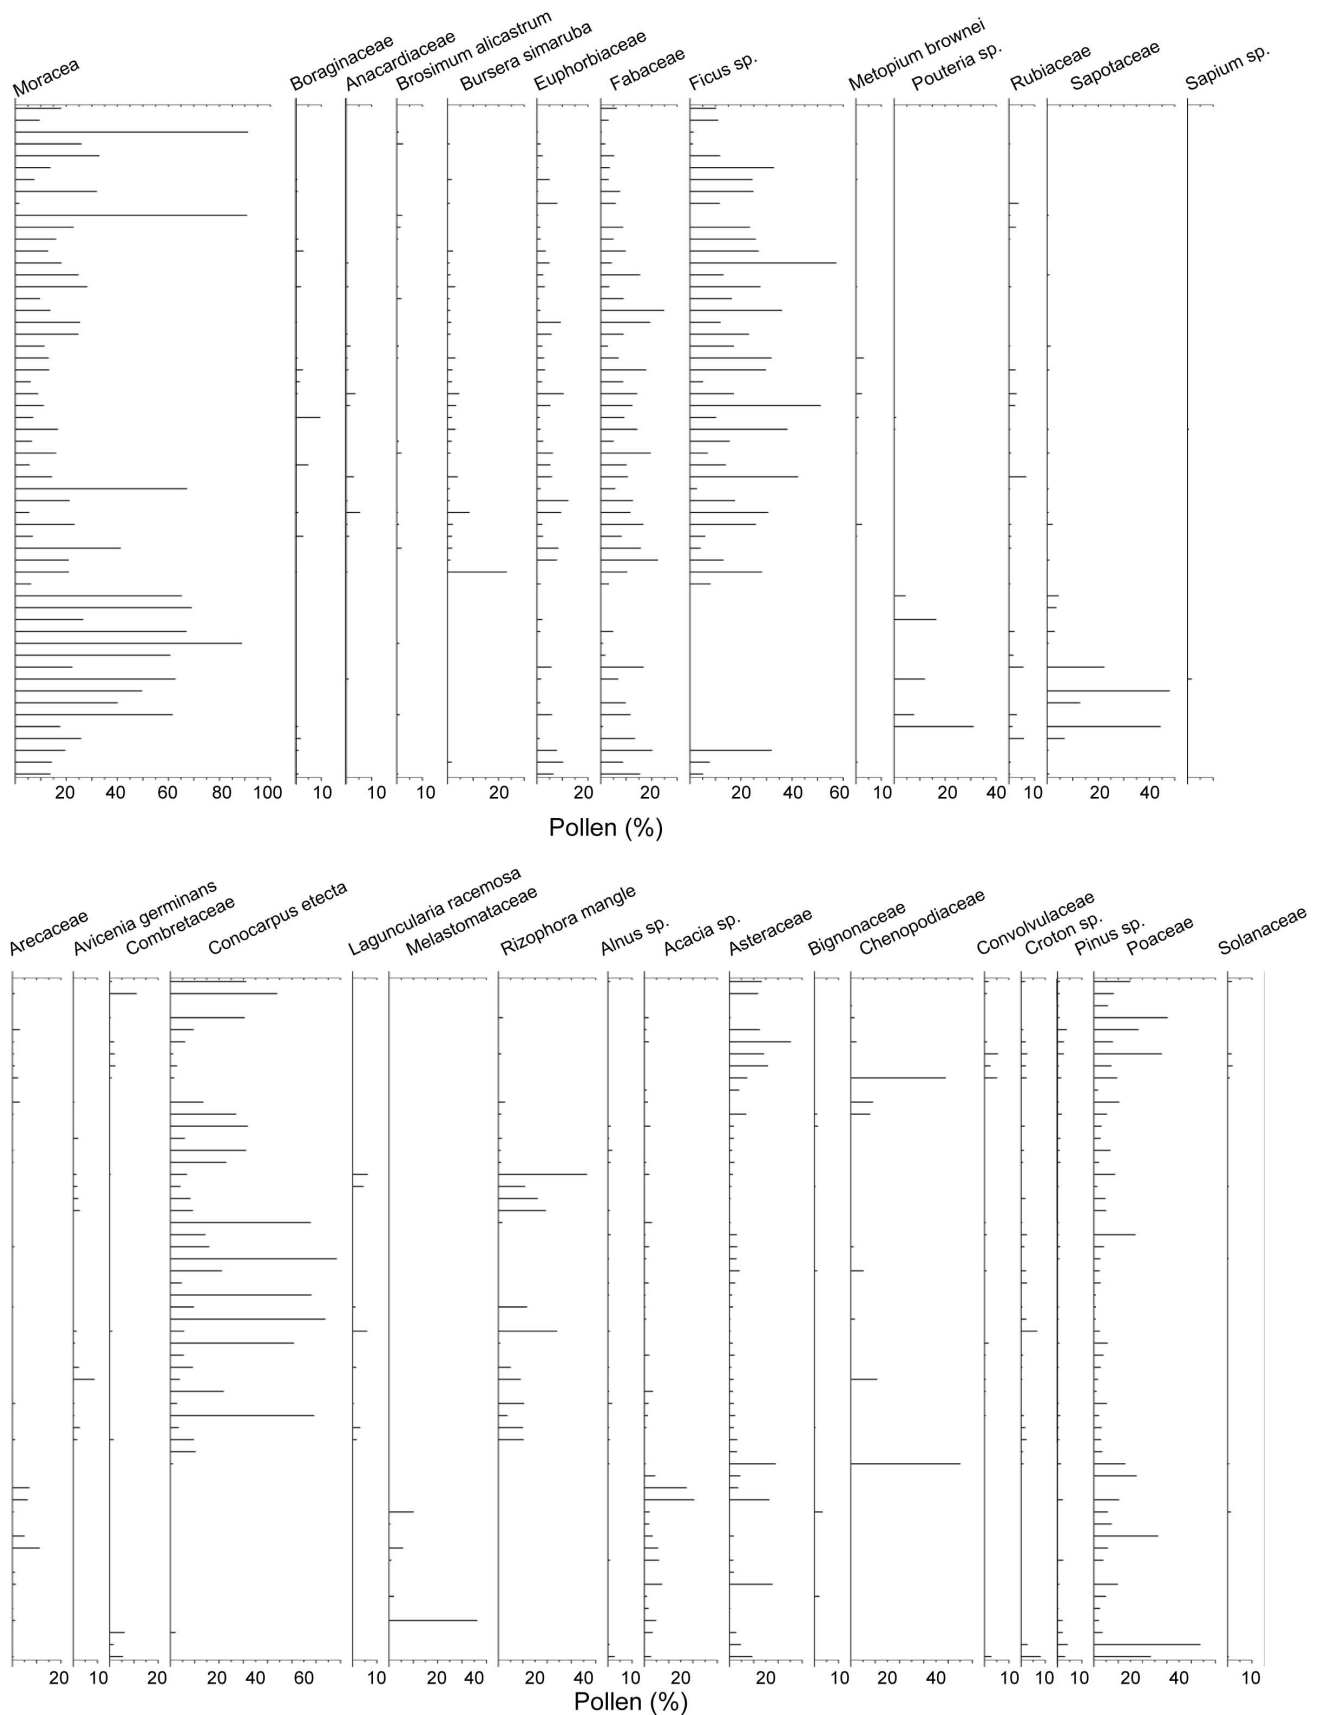 Moracea
Boraginaceae
Anacardiaceae
Brosimum alicastrum
Bursera simaruba
Euphorbiaceae
Fabaceae
Ficus sp.
Metopium brownei
Pouteria sp.
Rubiaceae
Sapotaceae
Sapium sp.
20 40 60 80 100 10 10 10 20 20 20 20 40 60 10 20 40 10 20 40 10
Pollen (%)
Arecaceae
Avicenia germinans
Combretaceae
Conocarpus etecta
Laguncularia racemosa
Melastomataceae
Rizophora mangle
Alnus sp.
Acacia sp.
Asteraceae
Bignonaceae
Chenopodiaceae
Convolvulaceae
Croton sp.
Pinus sp.
Poaceae
Solanaceae
20 10 20 20 40 60 10 20 40 20 40 10 20 20 10 20 40 10 10 10 20 40 10
Pollen (%)